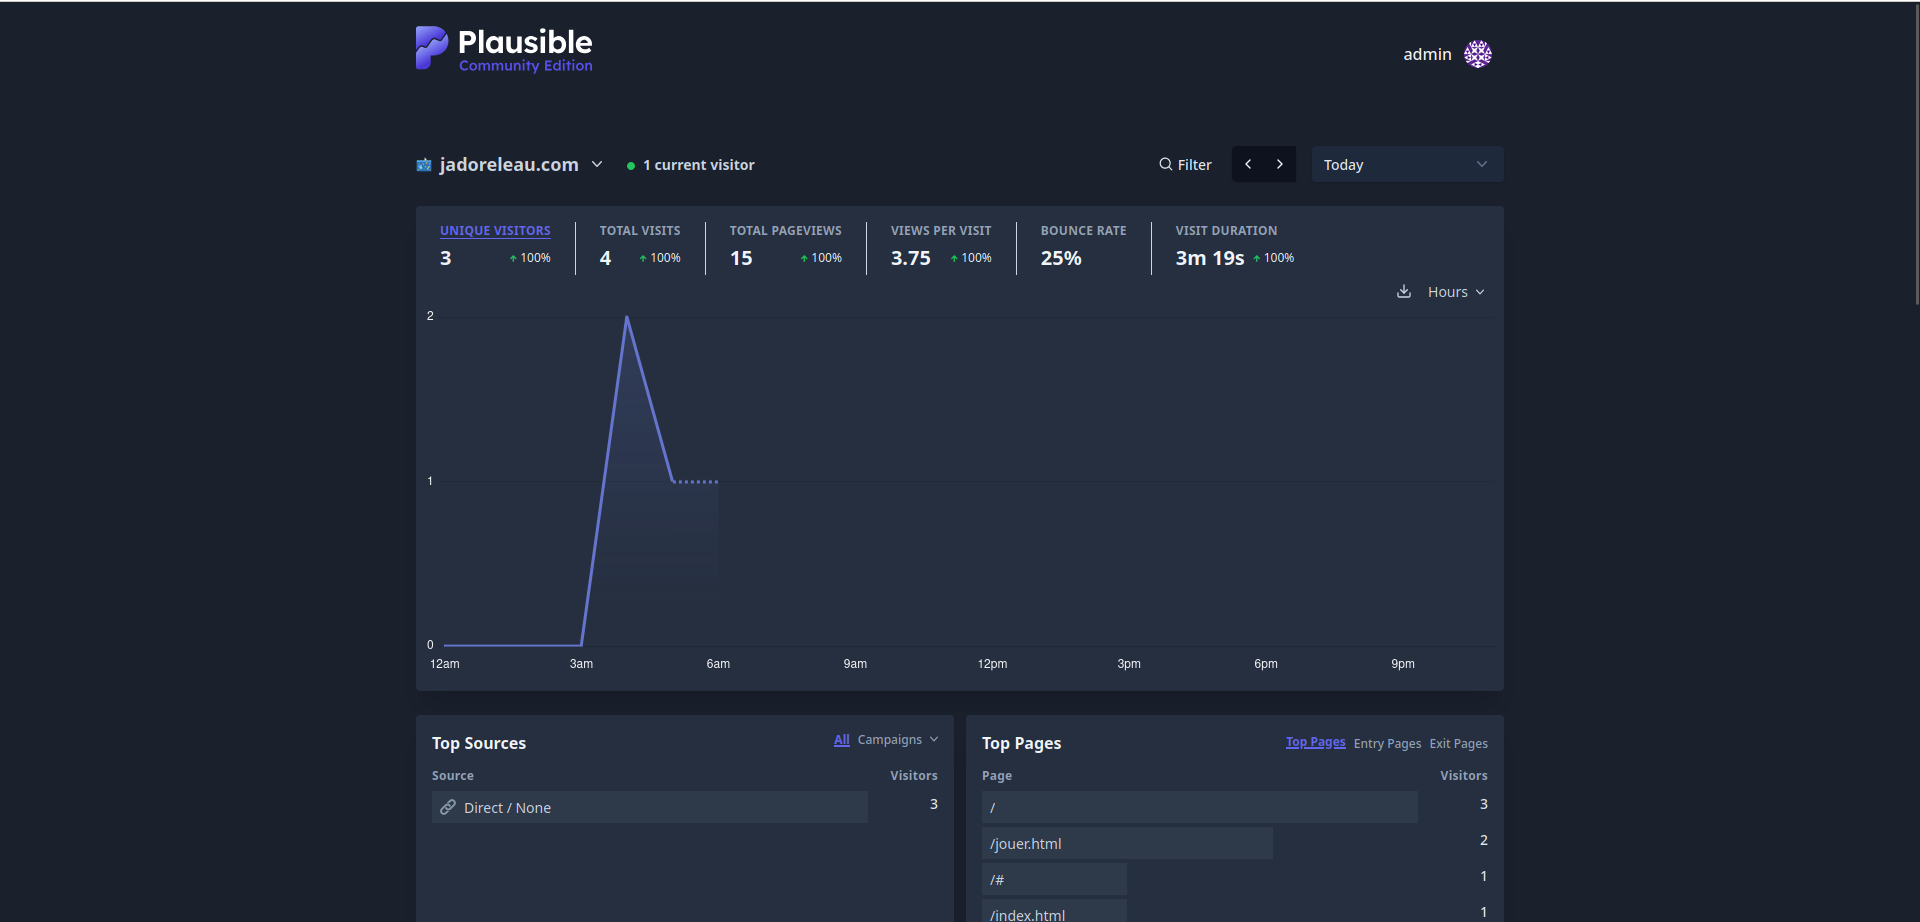 Plausible
Community Edition
admin
jadoreleau.com
1 current visitor
Filter
Today
UNIQUE VISITORS TOTAL VISITS TOTAL PAGEVIEWS VIEWS PER VISIT BOUNCE RATE VISIT DURATION
3 100% 4 100% 15 100% 3.75 100% 25% 3m 19s 100%
Hours
2
1
0
12am 3am 6am 9am 12pm 3pm 6pm 9pm
Top Sources All Campaigns
Source Visitors
Direct / None 3
Top Pages Top Pages Entry Pages Exit Pages
Page Visitors
/ 3
/jouer.html 2
/# 1
/index.html 1